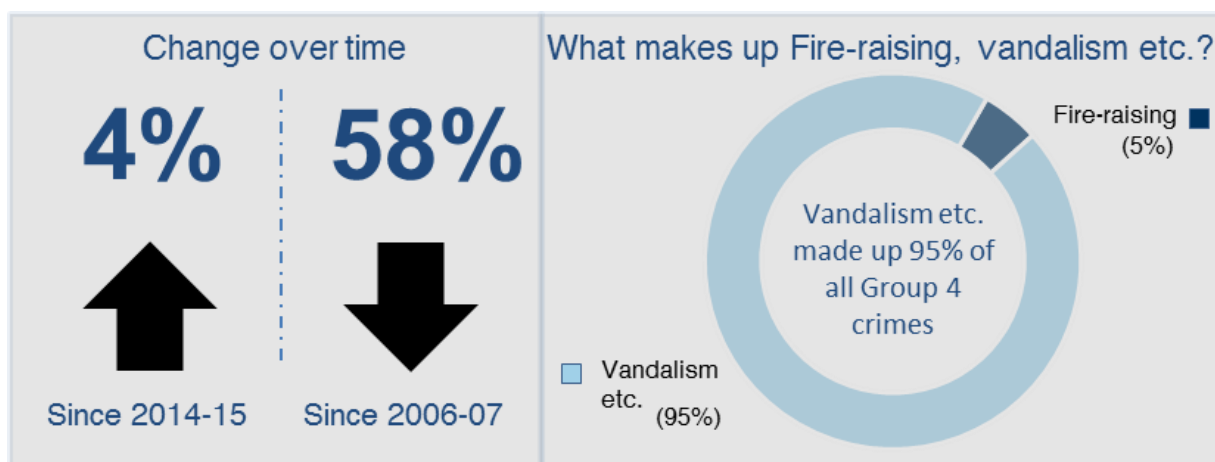 Change over time
4%
58%
Since 2014-15
Since 2006-07
What makes up Fire-raising, vandalism etc.?
Fire-raising
(5%)
Vandalism etc.
made up 95% of
all Group 4
crimes
Vandalism
etc.
(95%)